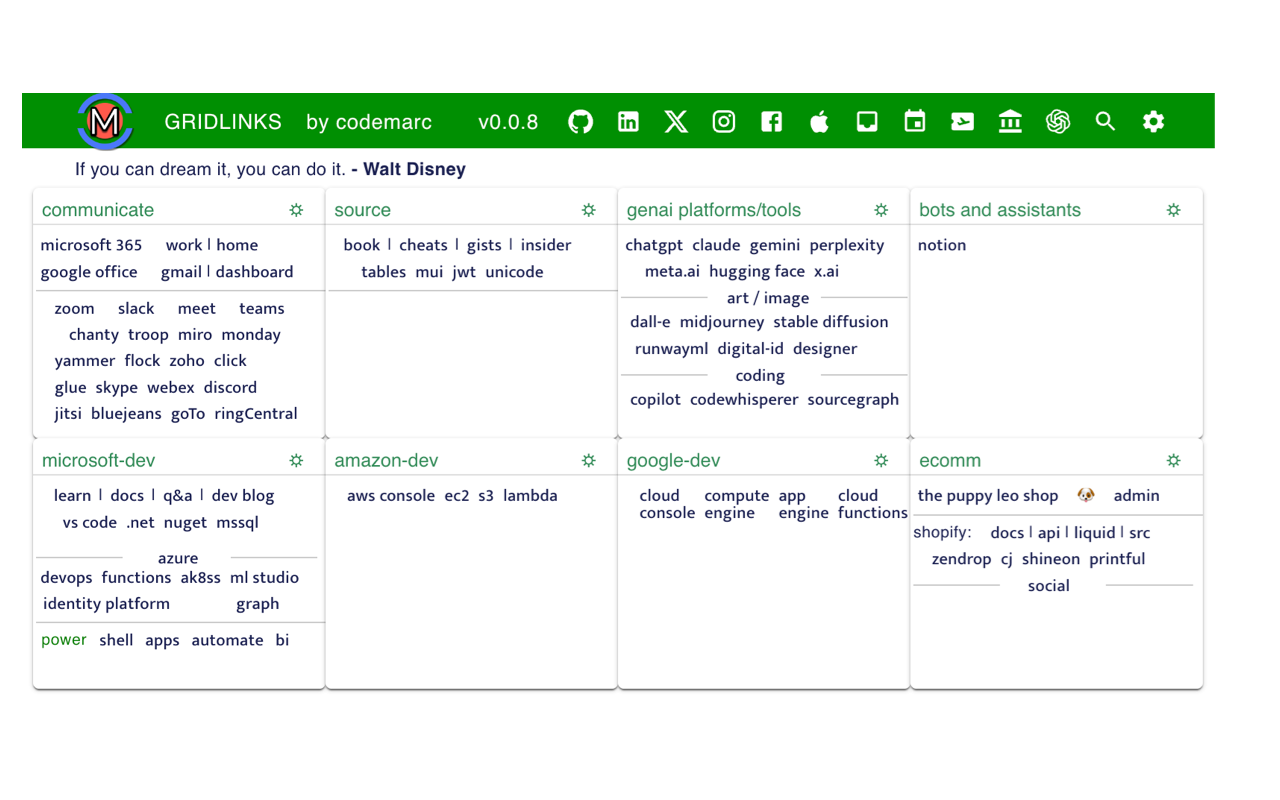 M GRIDLINKS by codemarc v0.0.8
If you can dream it, you can do it. - Walt Disney
communicate
microsoft 365 work | home
google office gmail | dashboard
zoom slack meet teams
chanty troop miro monday
yammer flock zoho click
glue skype webex discord
jitsi bluejeans goTo ringCentral
source
book | cheats | gists | insider
tables mui jwt unicode
genai platforms/tools
chatgpt claude gemini perplexity
meta.ai hugging face x.ai
art / image
dall-e midjourney stable diffusion
runwayml digital-id designer
coding
copilot codewhisperer sourcegraph
bots and assistants
notion
microsoft-dev
learn | docs | q&a | dev blog
vs code .net nuget mssql
azure
devops functions ak8ss ml studio
identity platform graph
power shell apps automate bi
amazon-dev
aws console ec2 s3 lambda
google-dev
cloud compute app cloud
console engine engine functions
ecomm
the puppy leo shop 🐶 admin
shopify: docs | api | liquid | src
zendrop cj shineon printful
social